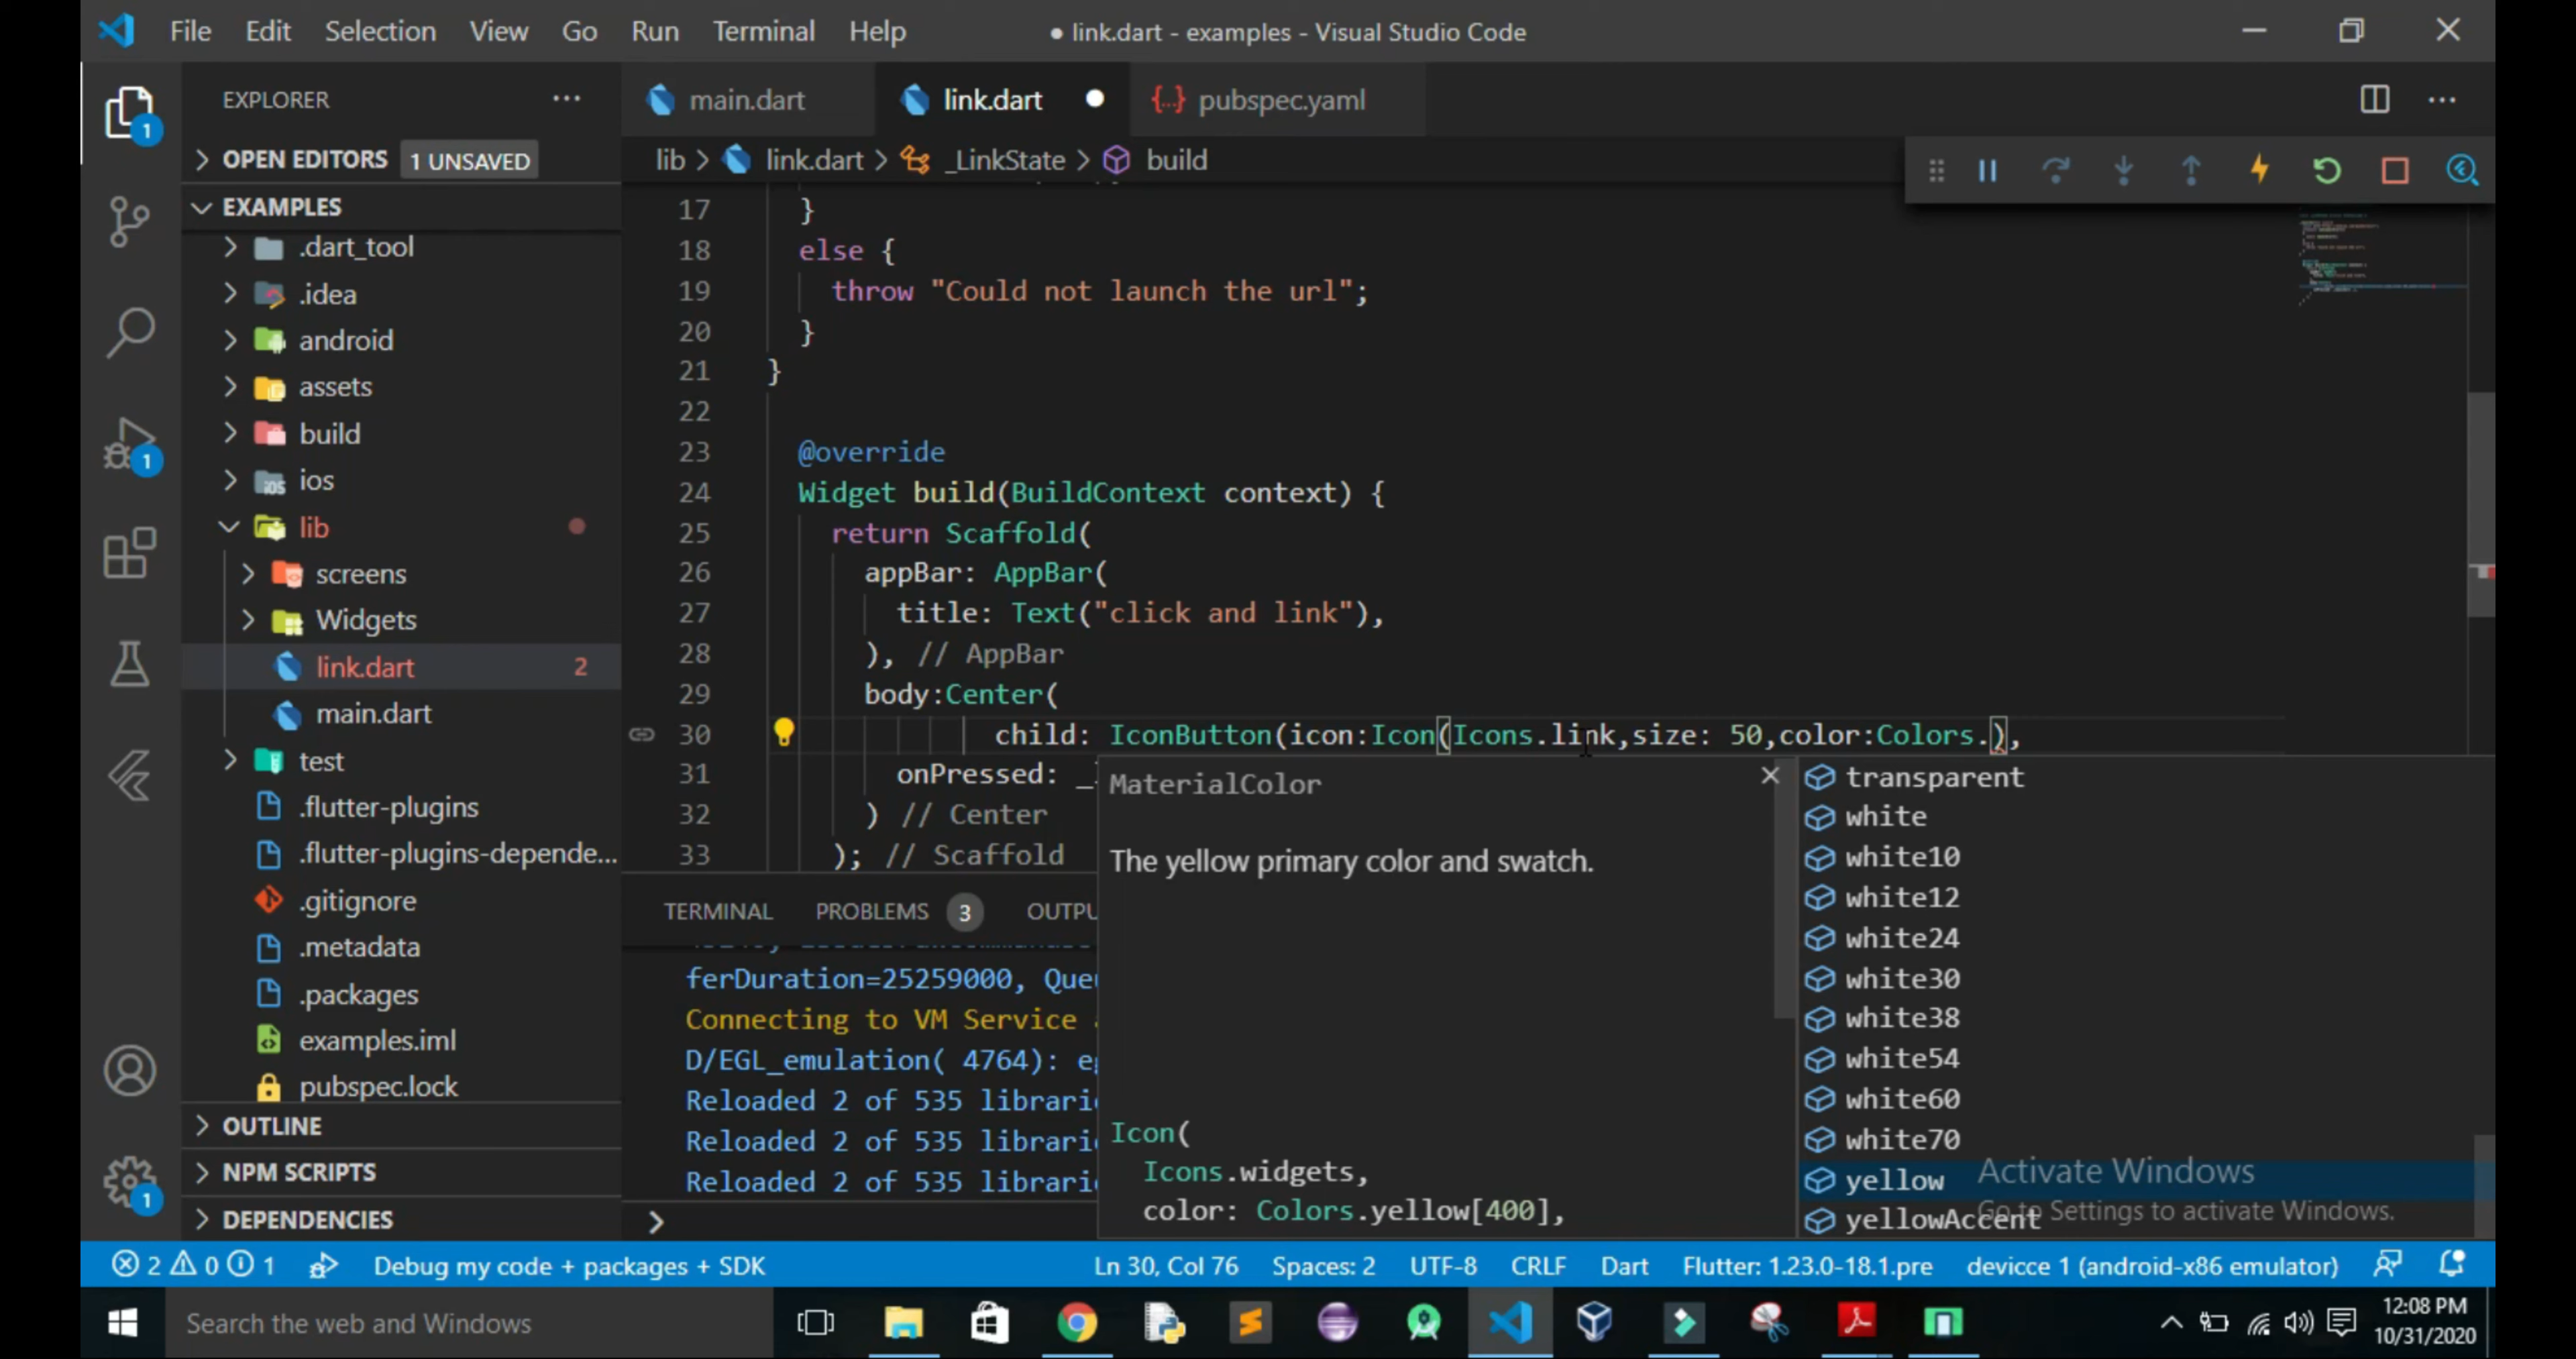 File Edit Selection View Go Run Terminal Help
● link.dart - examples - Visual Studio Code
EXPLORER
OPEN EDITORS 1 UNSAVED
EXAMPLES
.dart_tool
.idea
android
assets
build
ios
lib
screens
Widgets
link.dart 2
main.dart
test
.flutter-plugins
.flutter-plugins-depende...
.gitignore
.metadata
.packages
examples.iml
pubspec.lock
OUTLINE
NPM SCRIPTS
DEPENDENCIES
main.dart link.dart pubspec.yaml
lib > link.dart > _LinkState > build
17 }
18 else {
19 throw "Could not launch the url";
20 }
21 }
22
23 @override
24 Widget build(BuildContext context) {
25 return Scaffold(
26 appBar: AppBar(
27 title: Text("click and link"),
28 ), // AppBar
29 body:Center(
30 child: IconButton(icon:Icon(Icons.link,size: 50,color:Colors.),
31 onPressed: _
32 ) // Center
33 ); // Scaffold
MaterialColor
The yellow primary color and swatch.
Icon(
Icons.widgets,
color: Colors.yellow[400],
transparent
white
white10
white12
white24
white30
white38
white54
white60
white70
yellow
yellowAccent
Activate Windows
Go to Settings to activate Windows.
TERMINAL PROBLEMS 3 OUTPU
ferDuration=25259000, Que
Connecting to VM Service
D/EGL_emulation( 4764): eg
Reloaded 2 of 535 librari
Reloaded 2 of 535 librari
Reloaded 2 of 535 librari
2 0 1 Debug my code + packages + SDK Ln 30, Col 76 Spaces: 2 UTF-8 CRLF Dart Flutter: 1.23.0-18.1.pre devicce 1 (android-x86 emulator)
Search the web and Windows
12:08 PM
10/31/2020